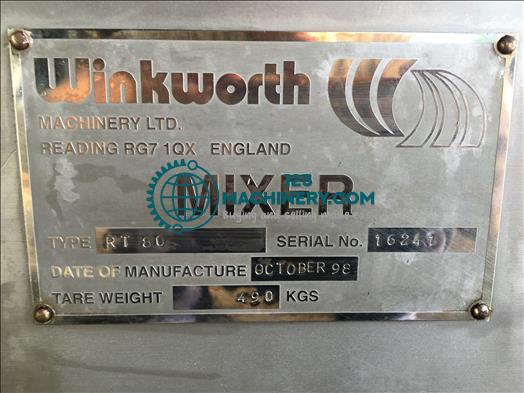 Winkworth
MACHINERY LTD.
READING RG7 1QX ENGLAND
MIXER
123
MACHINERY.COM
TYPE RT 80 SERIAL No. 16247
DATE OF MANUFACTURE OCTOBER 98
TARE WEIGHT 490 KGS